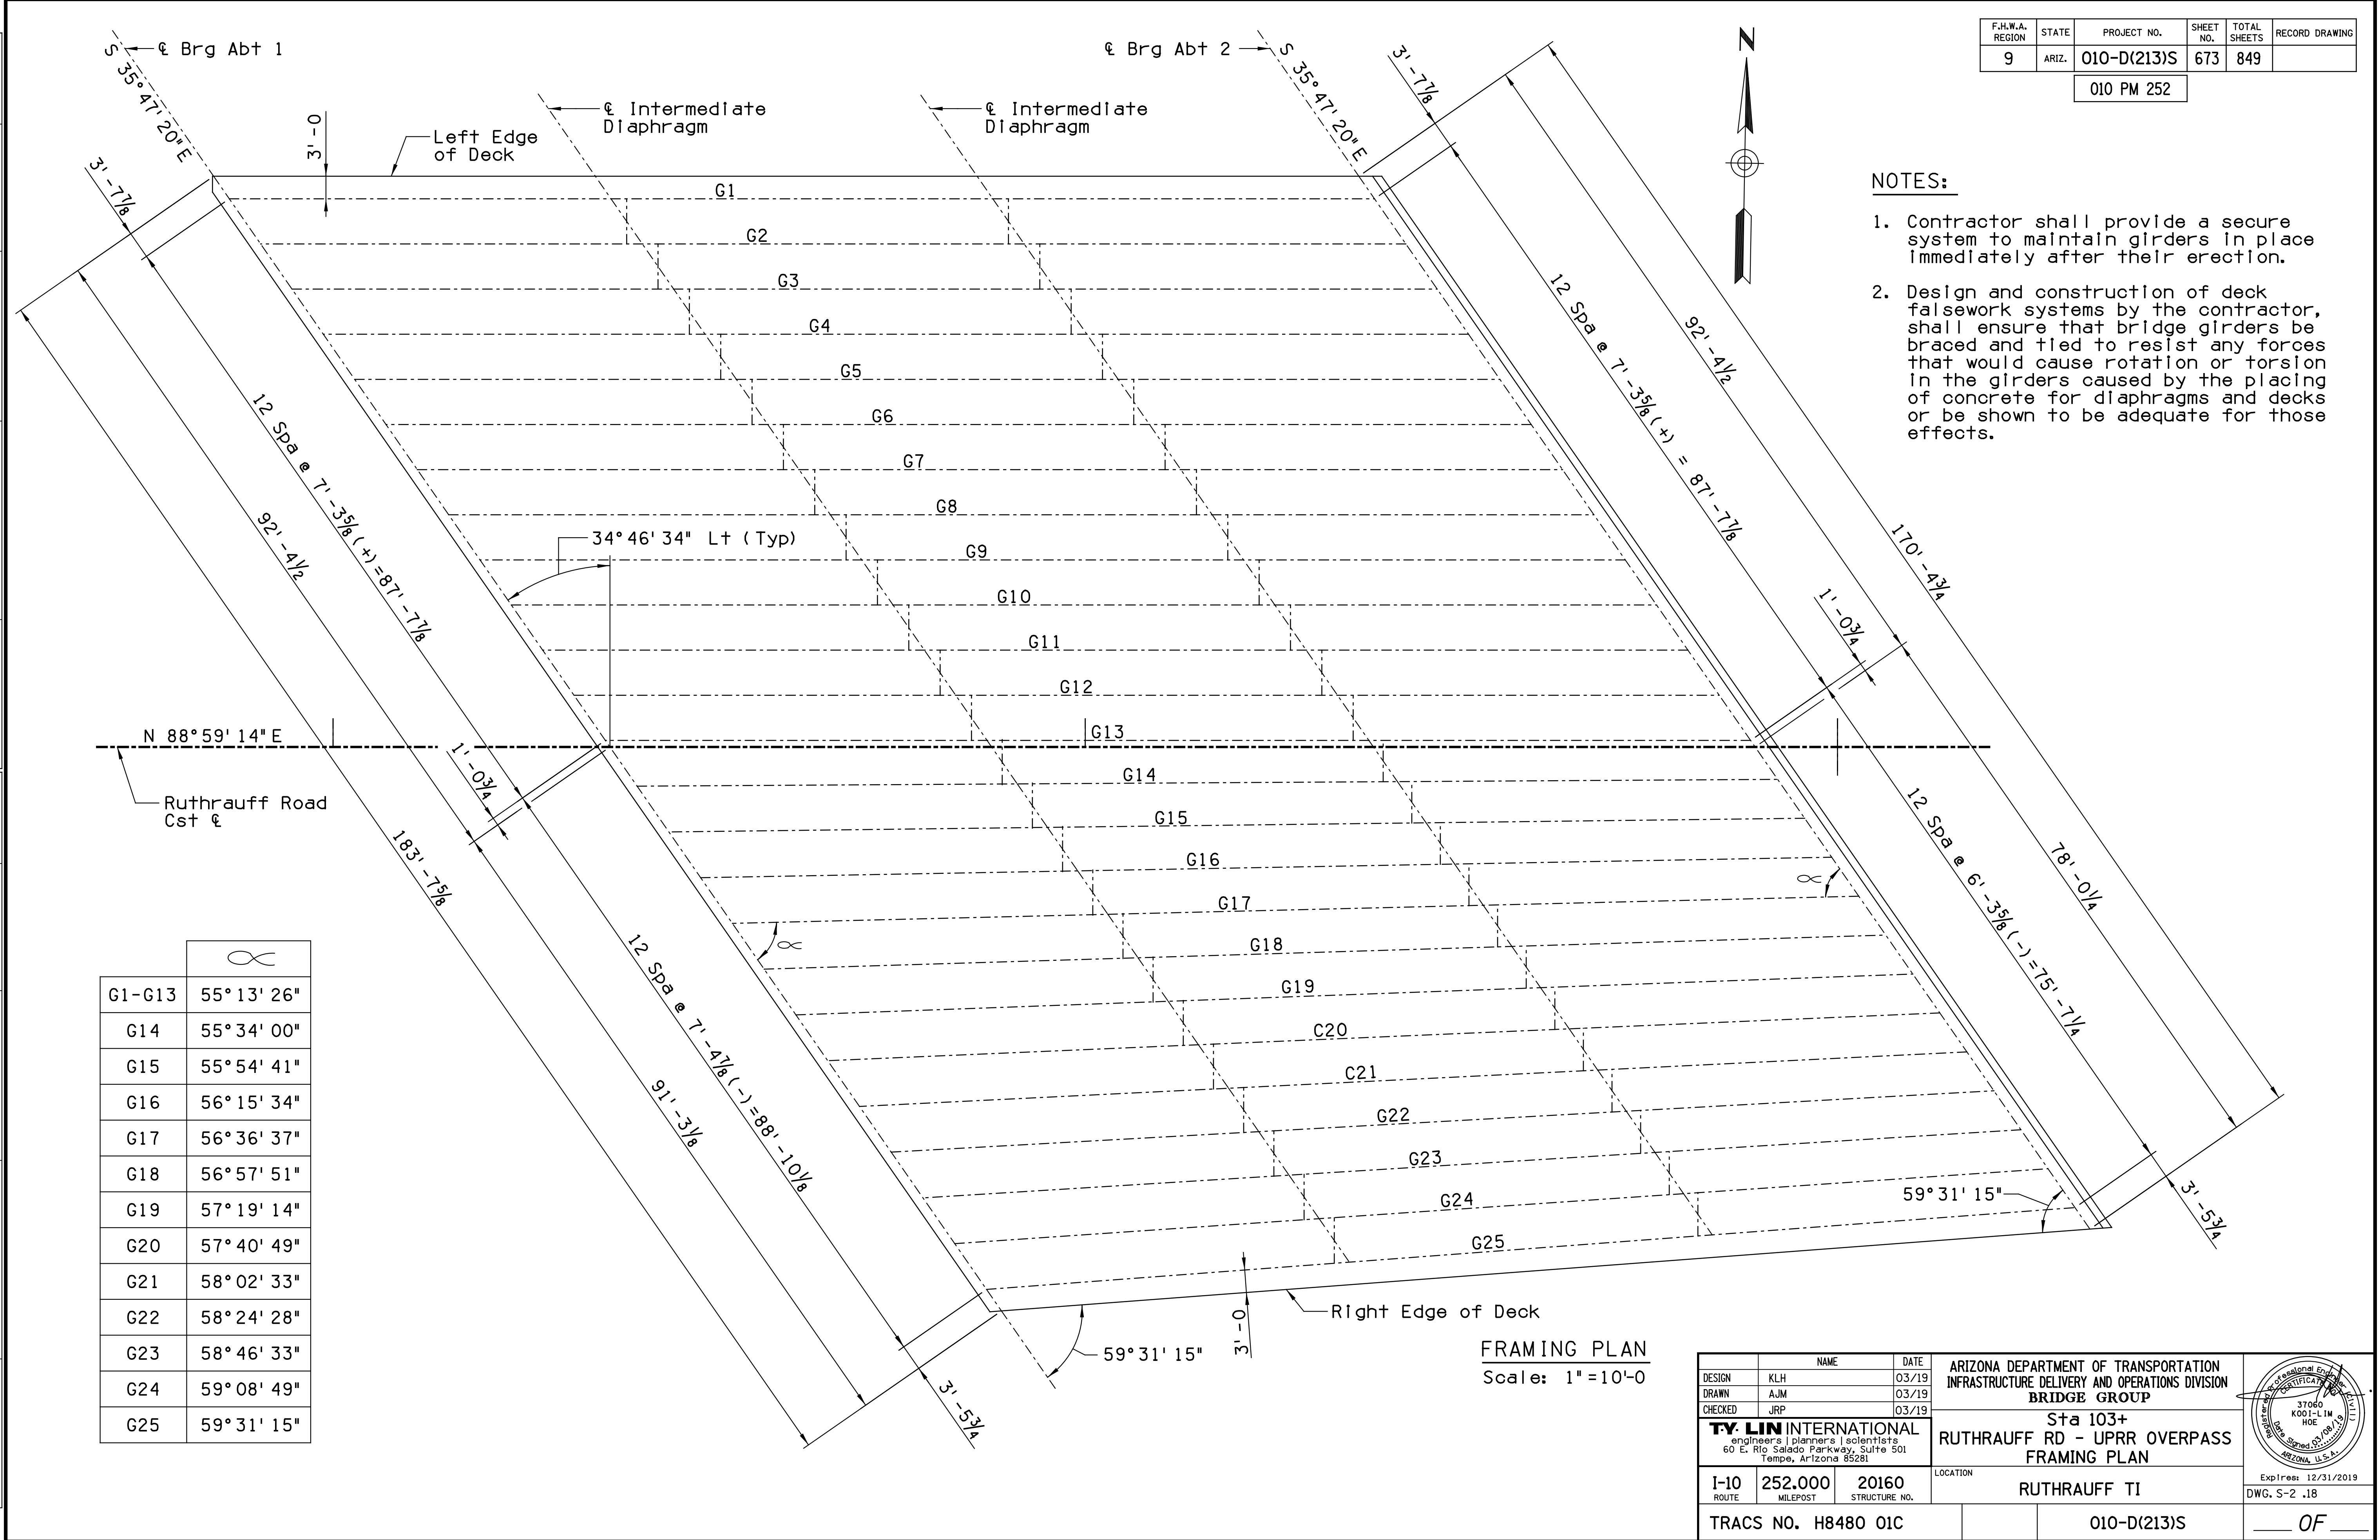 F.H.W.A. REGION STATE PROJECT NO. SHEET NO. TOTAL SHEETS RECORD DRAWING
9 ARIZ. 010-D(213)S 673 849
010 PM 252
℄ Brg Abt 1
S 35°47'20"E
℄ Brg Abt 2
S 35°47'20"E
℄ Intermediate
Diaphragm
℄ Intermediate
Diaphragm
Left Edge
of Deck
3'-0
3'-7⅞
3'-7⅞
N
NOTES:
1. Contractor shall provide a secure
system to maintain girders in place
immediately after their erection.
2. Design and construction of deck
falsework systems by the contractor,
shall ensure that bridge girders be
braced and tied to resist any forces
that would cause rotation or torsion
in the girders caused by the placing
of concrete for diaphragms and decks
or be shown to be adequate for those
effects.
G1
G2
G3
G4
G5
G6
G7
G8
G9
G10
G11
G12
G13
G14
G15
G16
G17
G18
G19
C20
C21
G22
G23
G24
G25
12 Spa @ 7'-3⅝(+)=87'-7⅞
92'-4½
183'-7⅝
34°46'34" Lt (Typ)
12 Spa @ 7'-3⅝(+) = 87'-7⅞
92'-4½
170'-4¾
1'-0¾
N 88°59'14"E
Ruthrauff Road
Cst ℄
1'-0¾
12 Spa @ 7'-4⅞(-)=88'-10⅛
91'-3⅛
12 Spa @ 6'-3⅝(-)=75'-7¼
78'-0¼
∝
∝
59°31'15"
3'-5¾
3'-5¾
59°31'15"
3'-0
Right Edge of Deck
∝
G1-G13 55°13'26"
G14 55°34'00"
G15 55°54'41"
G16 56°15'34"
G17 56°36'37"
G18 56°57'51"
G19 57°19'14"
G20 57°40'49"
G21 58°02'33"
G22 58°24'28"
G23 58°46'33"
G24 59°08'49"
G25 59°31'15"
FRAMING PLAN
Scale: 1"=10'-0
NAME DATE
DESIGN KLH 03/19
DRAWN AJM 03/19
CHECKED JRP 03/19
T.Y. LIN INTERNATIONAL
engineers | planners | scientists
60 E. Rio Salado Parkway, Suite 501
Tempe, Arizona 85281
I-10 252.000 20160
ROUTE MILEPOST STRUCTURE NO.
TRACS NO. H8480 01C
ARIZONA DEPARTMENT OF TRANSPORTATION
INFRASTRUCTURE DELIVERY AND OPERATIONS DIVISION
BRIDGE GROUP
Sta 103+
RUTHRAUFF RD - UPRR OVERPASS
FRAMING PLAN
LOCATION
RUTHRAUFF TI
010-D(213)S
Registered Professional Engineer (Civil)
CERTIFICATE NO.
37060
KOOI-LIM
HOE
Date Signed 03/08/19
ARIZONA, U.S.A.
Expires: 12/31/2019
DWG. S-2 .18
OF